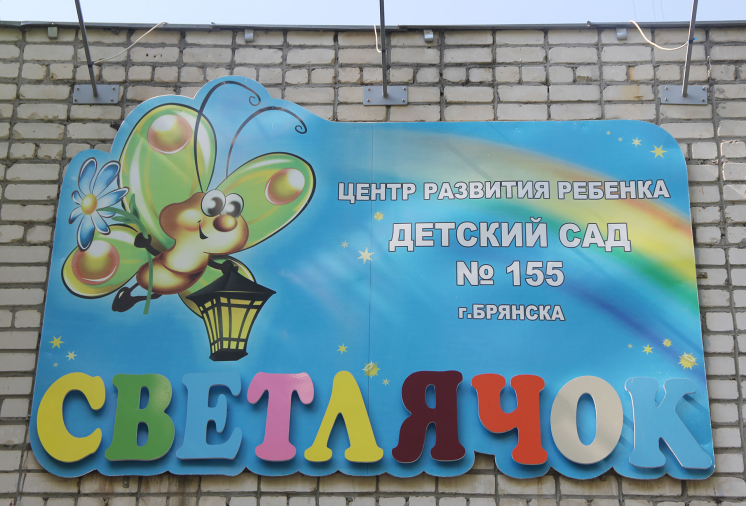 ЦЕНТР РАЗВИТИЯ РЕБЕНКА
ДЕТСКИЙ САД
№ 155
г.БРЯНСКА
СВЕТЛЯЧОК